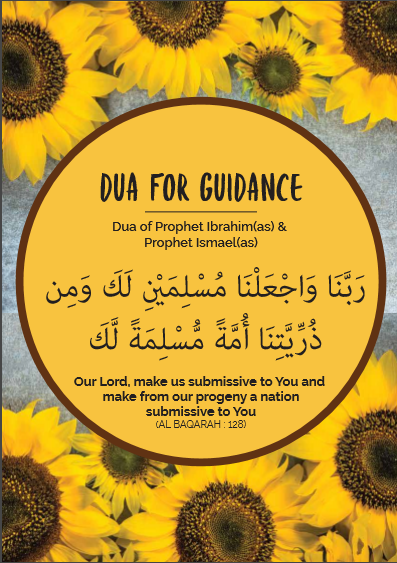 DUA FOR GUIDANCE
Dua of Prophet Ibrahim(as) &
Prophet Ismael(as)
رَبَّنَا وَاجْعَلْنَا مُسْلِمَيْنِ لَكَ وَمِن
ذُرِّيَّتِنَا أُمَّةً مُّسْلِمَةً لَّكَ
Our Lord, make us submissive to You and
make from our progeny a nation
submissive to You
(AL BAQARAH : 128)